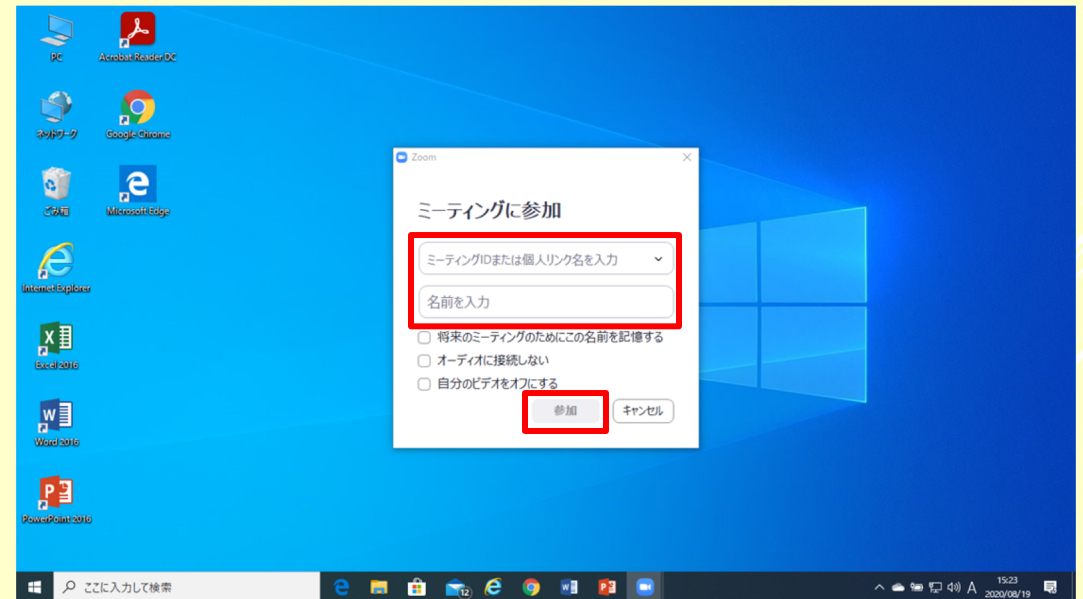 PC
Acrobat Reader DC
ネットワーク
Google Chrome
ごみ箱
Microsoft Edge
Internet Explorer
Excel 2016
Word 2016
PowerPoint 2016
Zoom
ミーティングに参加
ミーティングIDまたは個人リンク名を入力
名前を入力
将来のミーティングのためにこの名前を記憶する
オーディオに接続しない
自分のビデオをオフにする
参加 キャンセル
ここに入力して検索
12
A
15:23
2020/08/19